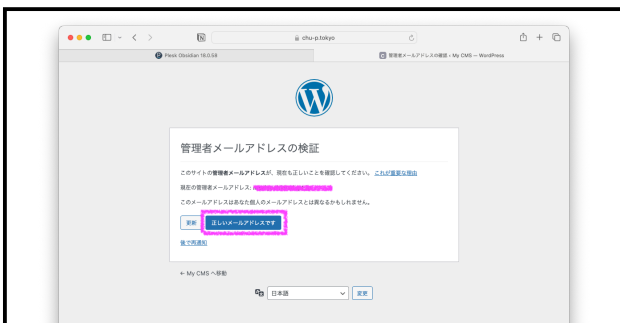 chu-p.tokyo
Plesk Obsidian 18.0.58
管理者メールアドレスの確認 ‹ My CMS — WordPress
管理者メールアドレスの検証
このサイトの管理者メールアドレスが、現在も正しいことを確認してください。 これが重要な理由
現在の管理者メールアドレス:
このメールアドレスはあなた個人のメールアドレスとは異なるかもしれません。
更新 正しいメールアドレスです
後で再通知
← My CMS へ移動
日本語 変更